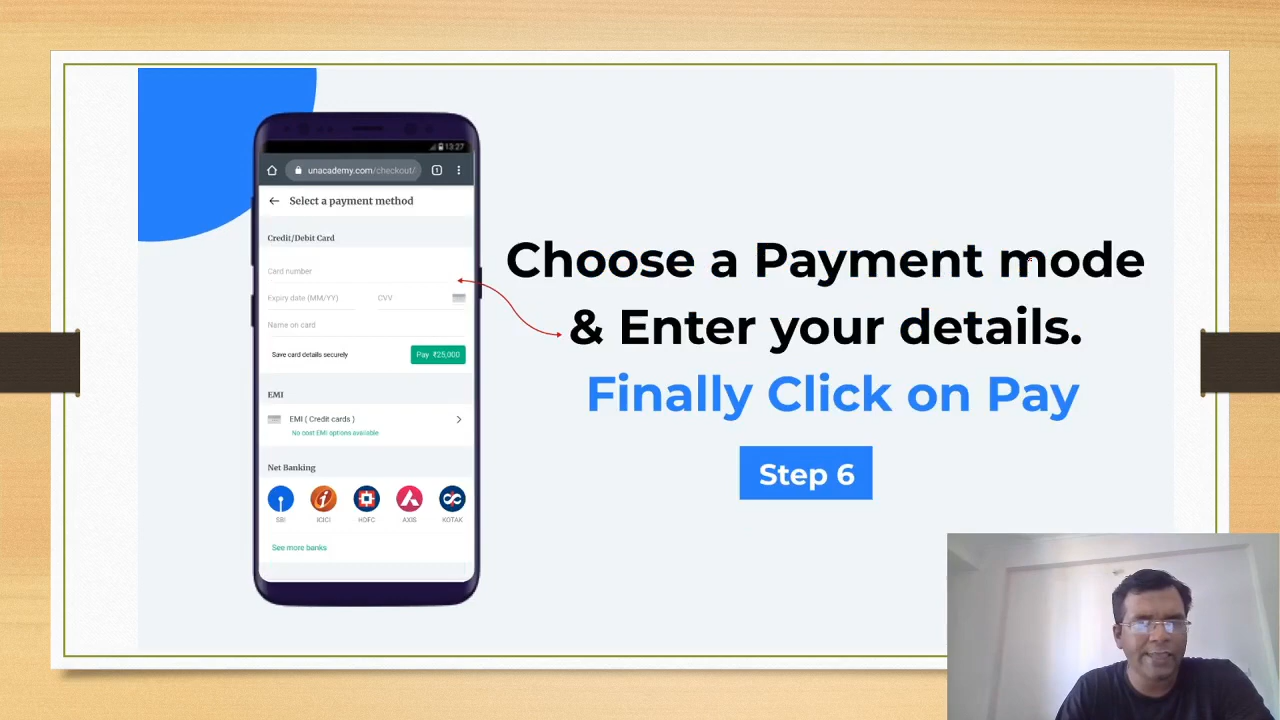 13:27
unacademy.com/checkout/
1
Select a payment method
Credit/Debit Card
Card number
Expiry date (MM/YY) CVV
Name on card
Save card details securely Pay ₹25,000
EMI
EMI ( Credit cards )
No cost EMI options available
Net Banking
SBI ICICI HDFC AXIS KOTAK
See more banks
Choose a Payment mode
& Enter your details.
Finally Click on Pay
Step 6